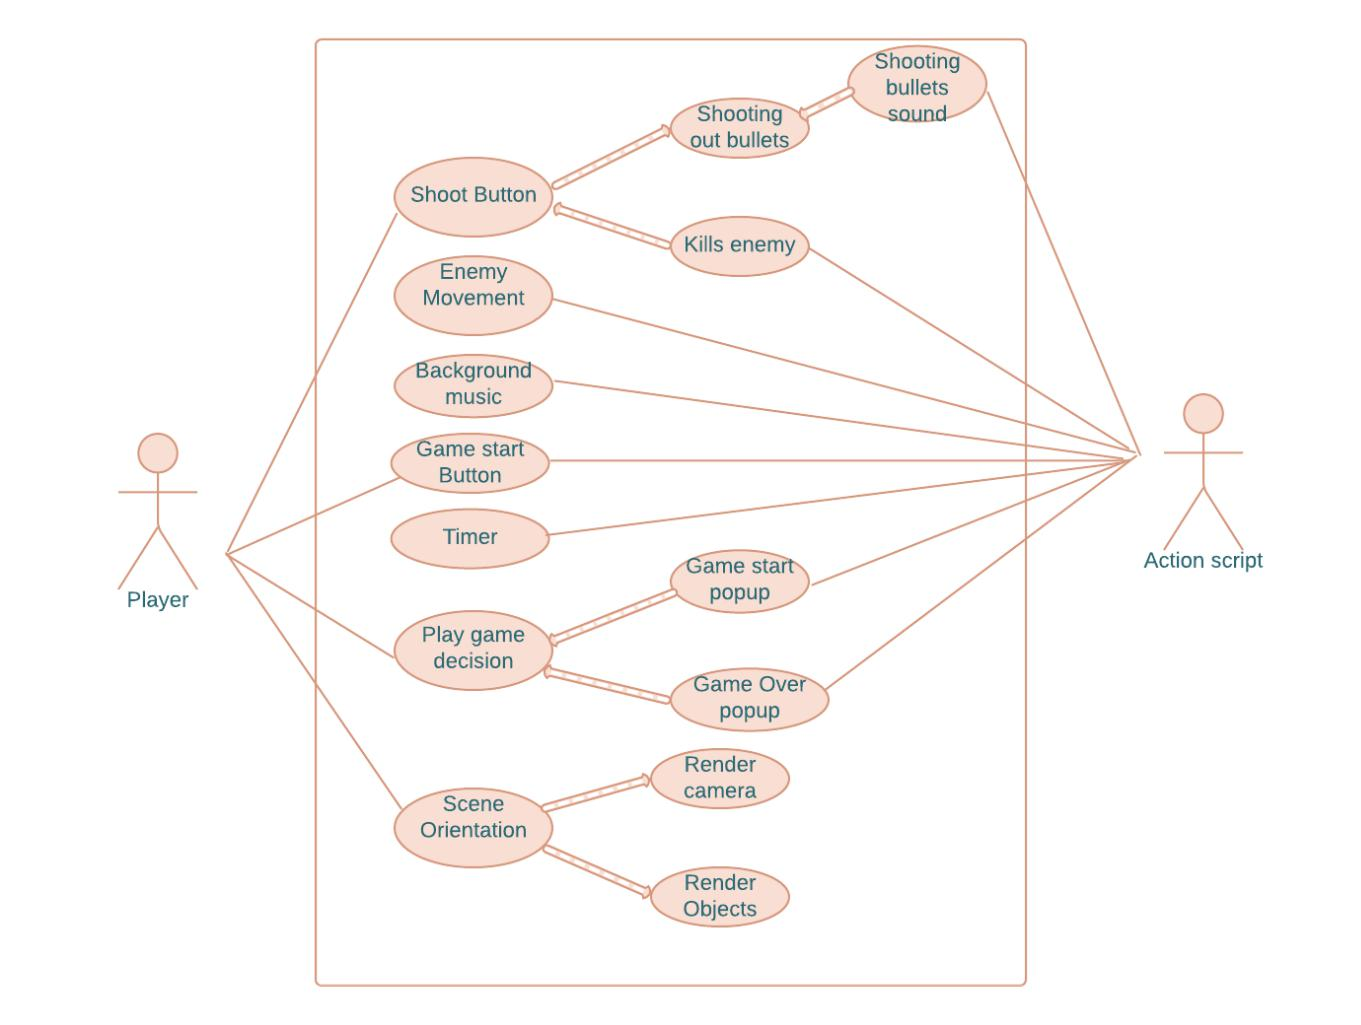 Shooting
bullets
sound
Shooting
out bullets
Shoot Button
Kills enemy
Enemy
Movement
Background
music
Game start
Button
Timer
Game start
popup
Play game
decision
Game Over
popup
Render
camera
Scene
Orientation
Render
Objects
Player
Action script